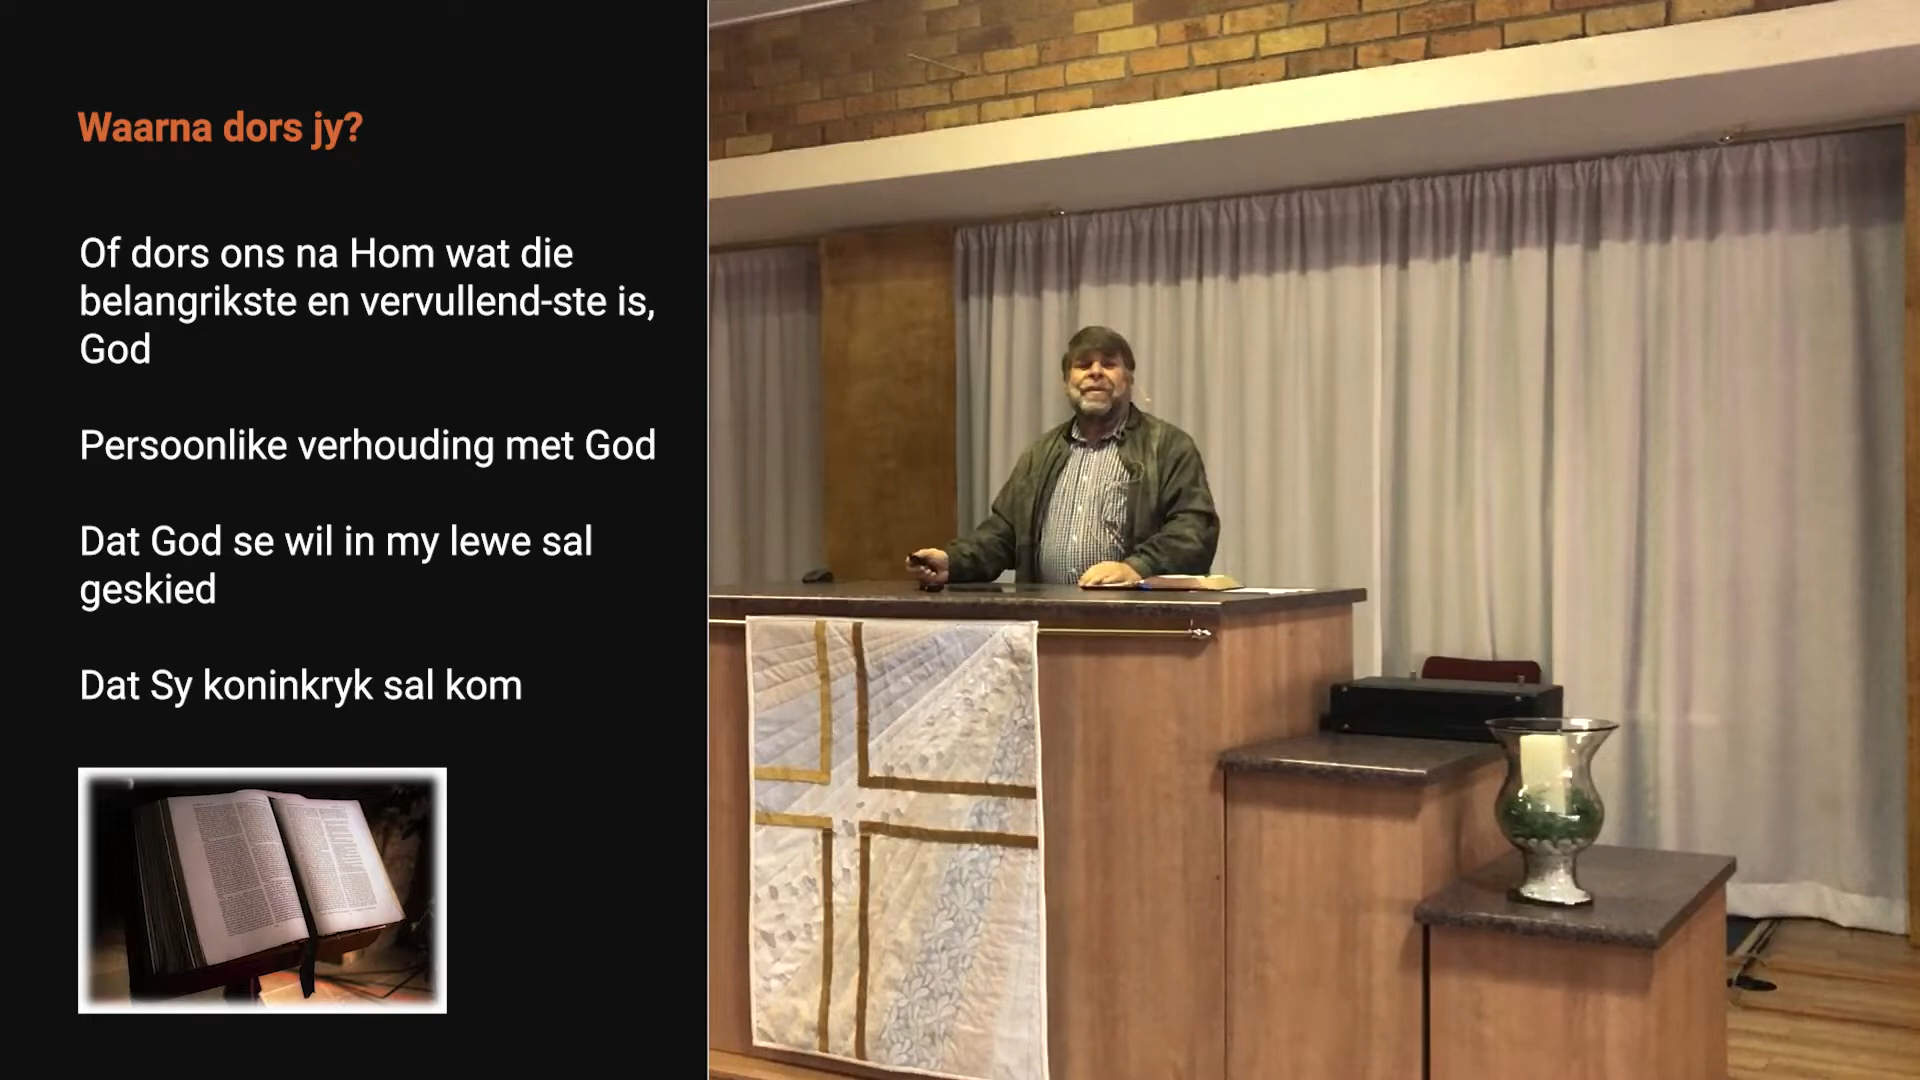 Waarna dors jy?
Of dors ons na Hom wat die
belangrikste en vervullend-ste is,
God
Persoonlike verhouding met God
Dat God se wil in my lewe sal
geskied
Dat Sy koninkryk sal kom